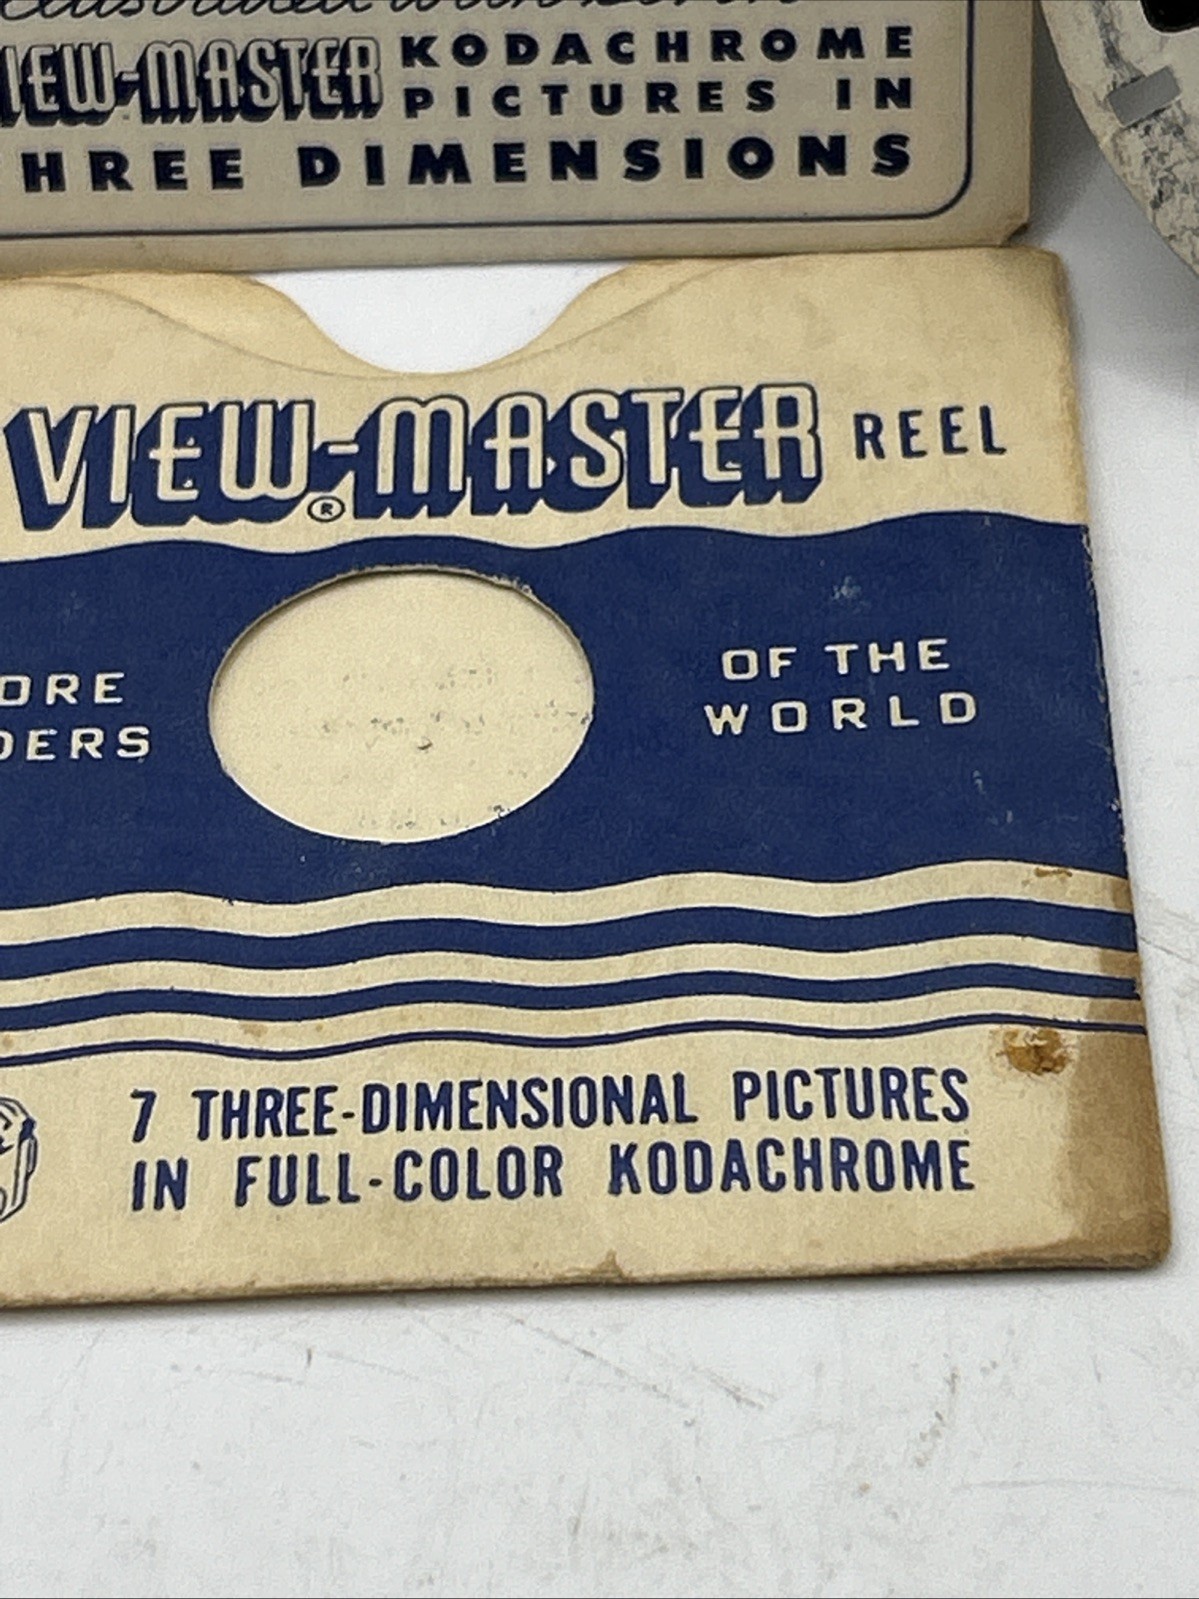 VIEW-MASTER KODACHROME
PICTURES IN
THREE DIMENSIONS
VIEW-MASTER® REEL
ORE
DERS
OF THE
WORLD
7 THREE-DIMENSIONAL PICTURES
IN FULL-COLOR KODACHROME